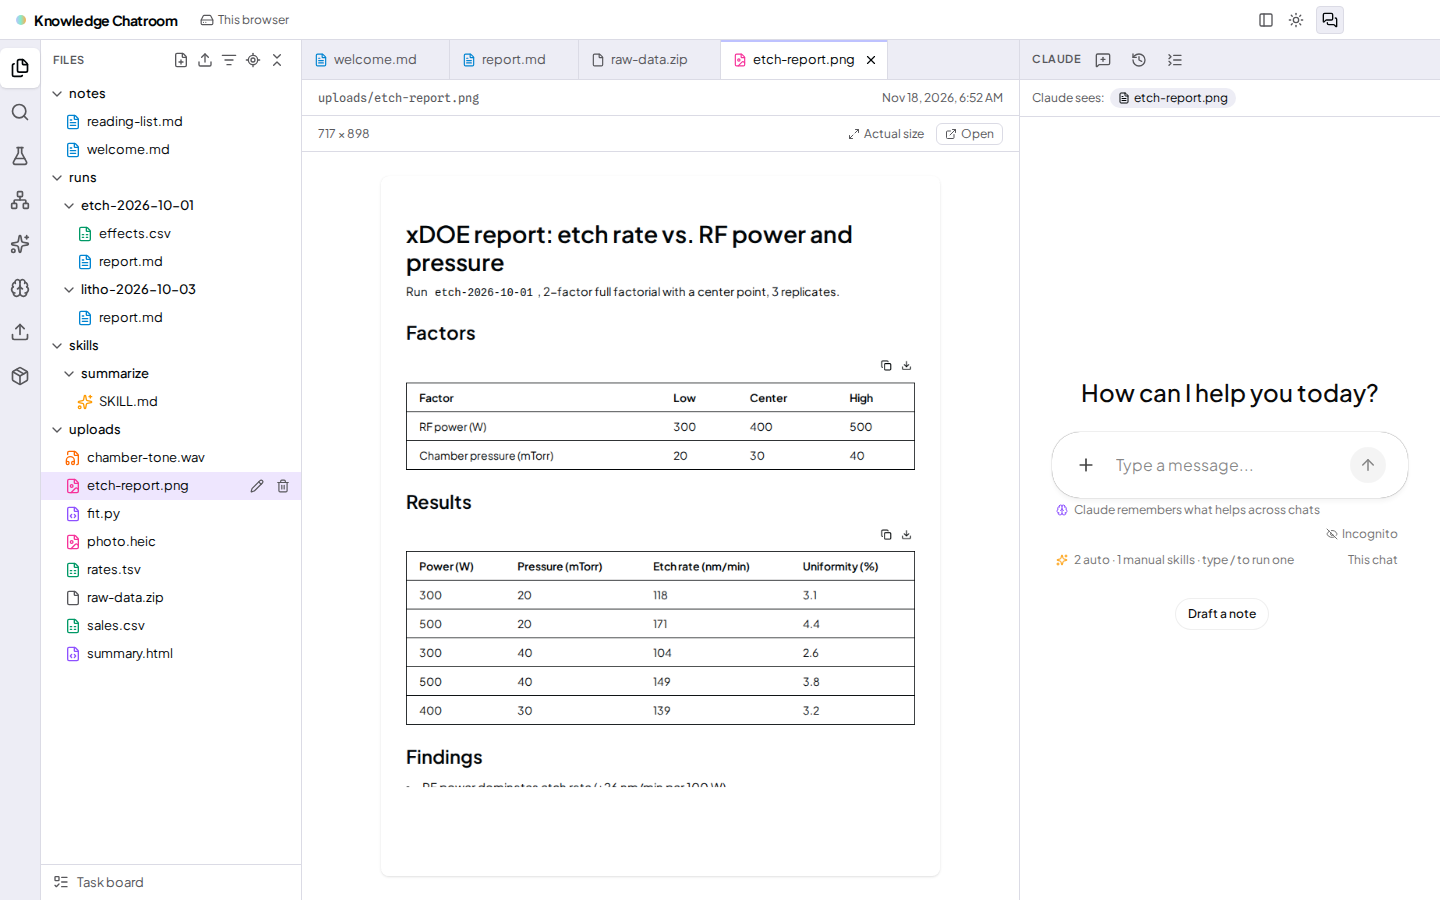 Knowledge Chatroom
This browser
FILES
notes
reading-list.md
welcome.md
runs
etch-2026-10-01
effects.csv
report.md
litho-2026-10-03
report.md
skills
summarize
SKILL.md
uploads
chamber-tone.wav
etch-report.png
fit.py
photo.heic
rates.tsv
raw-data.zip
sales.csv
summary.html
Task board
welcome.md
report.md
raw-data.zip
etch-report.png
uploads/etch-report.png
Nov 18, 2026, 6:52 AM
717 × 898
Actual size
Open
xDOE report: etch rate vs. RF power and
pressure
Run etch-2026-10-01 , 2-factor full factorial with a center point, 3 replicates.
Factors
Factor Low Center High
RF power (W) 300 400 500
Chamber pressure (mTorr) 20 30 40
Results
Power (W) Pressure (mTorr) Etch rate (nm/min) Uniformity (%)
300 20 118 3.1
500 20 171 4.4
300 40 104 2.6
500 40 149 3.8
400 30 139 3.2
Findings
RF power dominates etch rate
CLAUDE
Claude sees: etch-report.png
How can I help you today?
Type a message...
Claude remembers what helps across chats
Incognito
2 auto · 1 manual skills · type / to run one
This chat
Draft a note